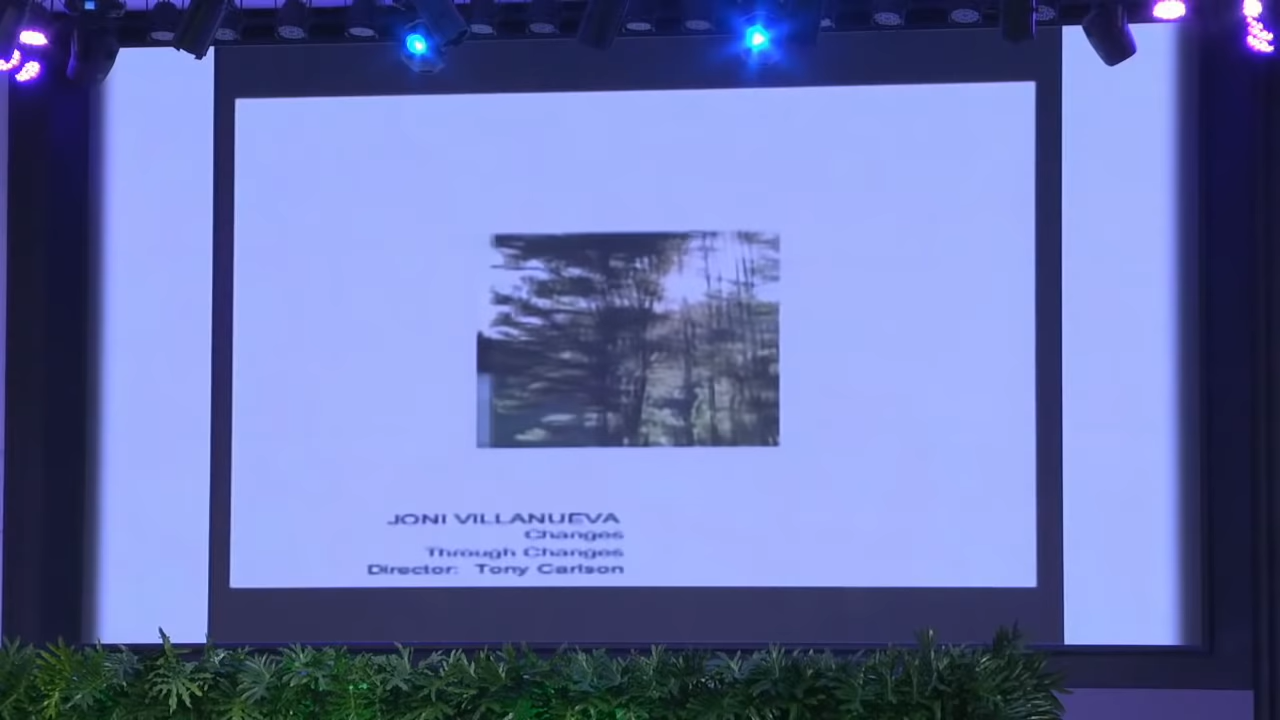 JONI VILLANUEVA
Changes
Through Changes
Director: Tony Carlson